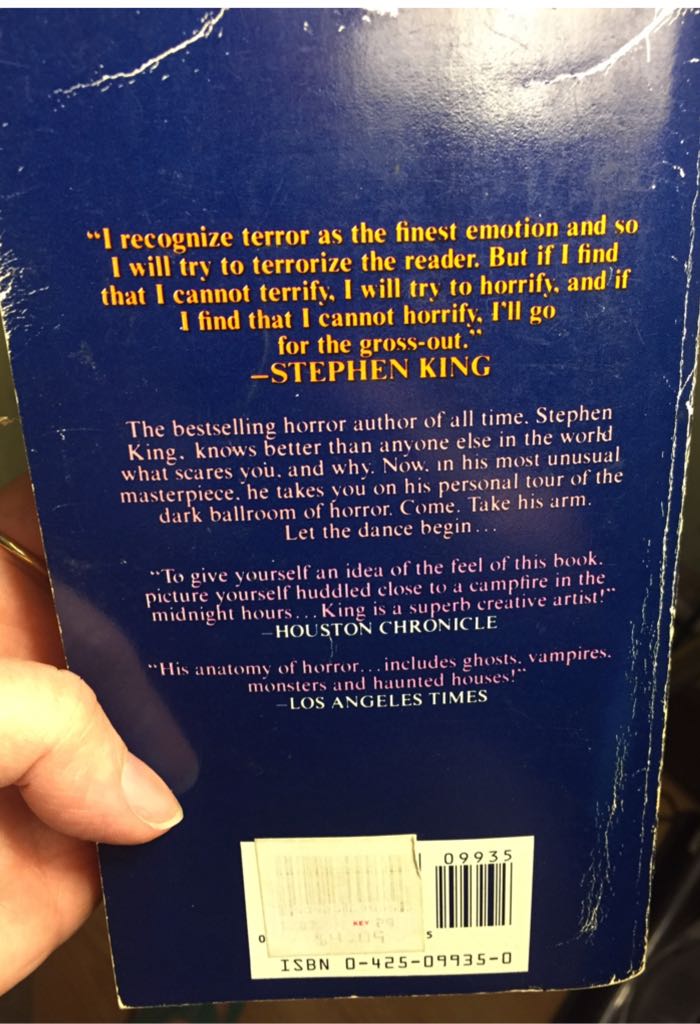 “I recognize terror as the finest emotion and so
I will try to terrorize the reader. But if I find
that I cannot terrify, I will try to horrify, and if
I find that I cannot horrify, I'll go
for the gross-out.”
–STEPHEN KING
The bestselling horror author of all time, Stephen
King, knows better than anyone else in the world
what scares you, and why. Now, in his most unusual
masterpiece, he takes you on his personal tour of the
dark ballroom of horror. Come. Take his arm.
Let the dance begin...
“To give yourself an idea of the feel of this book,
picture yourself huddled close to a campfire in the
midnight hours...King is a superb creative artist!”
–HOUSTON CHRONICLE
“His anatomy of horror...includes ghosts, vampires,
monsters and haunted houses!”
–LOS ANGELES TIMES
09935
KEY
0
5
ISBN 0-425-09935-0